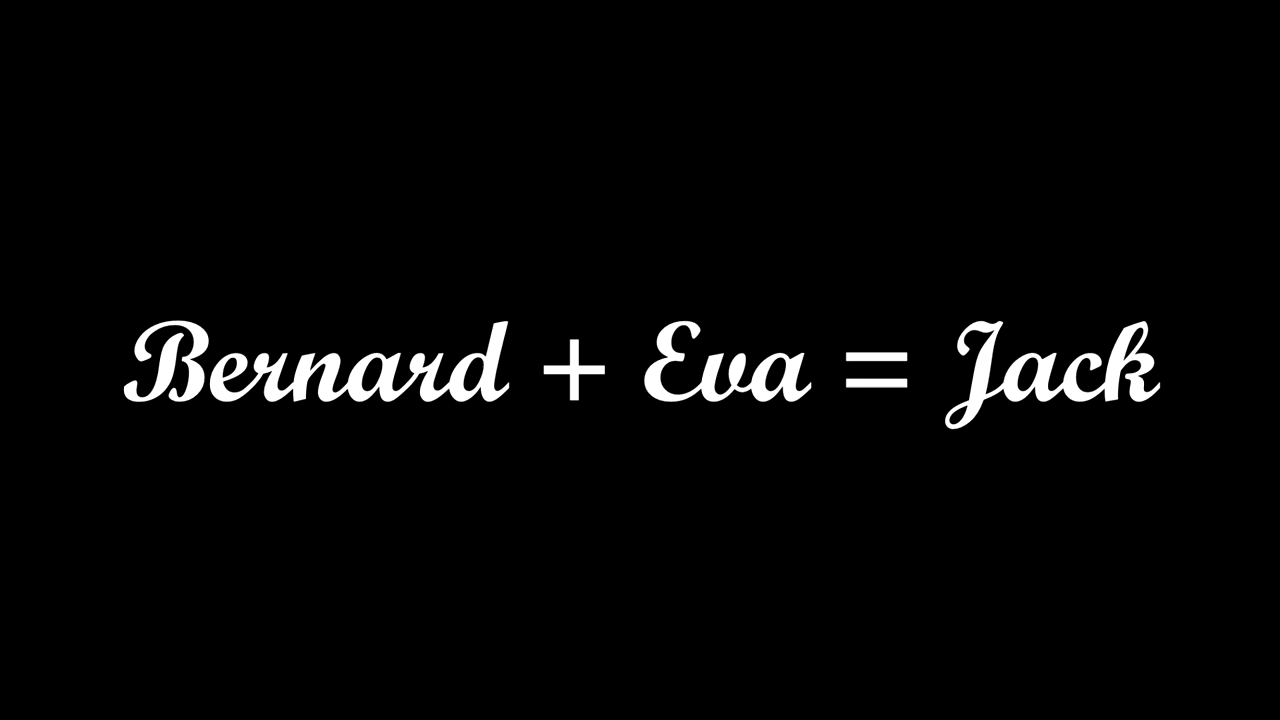 Bernard + Eva = Jack